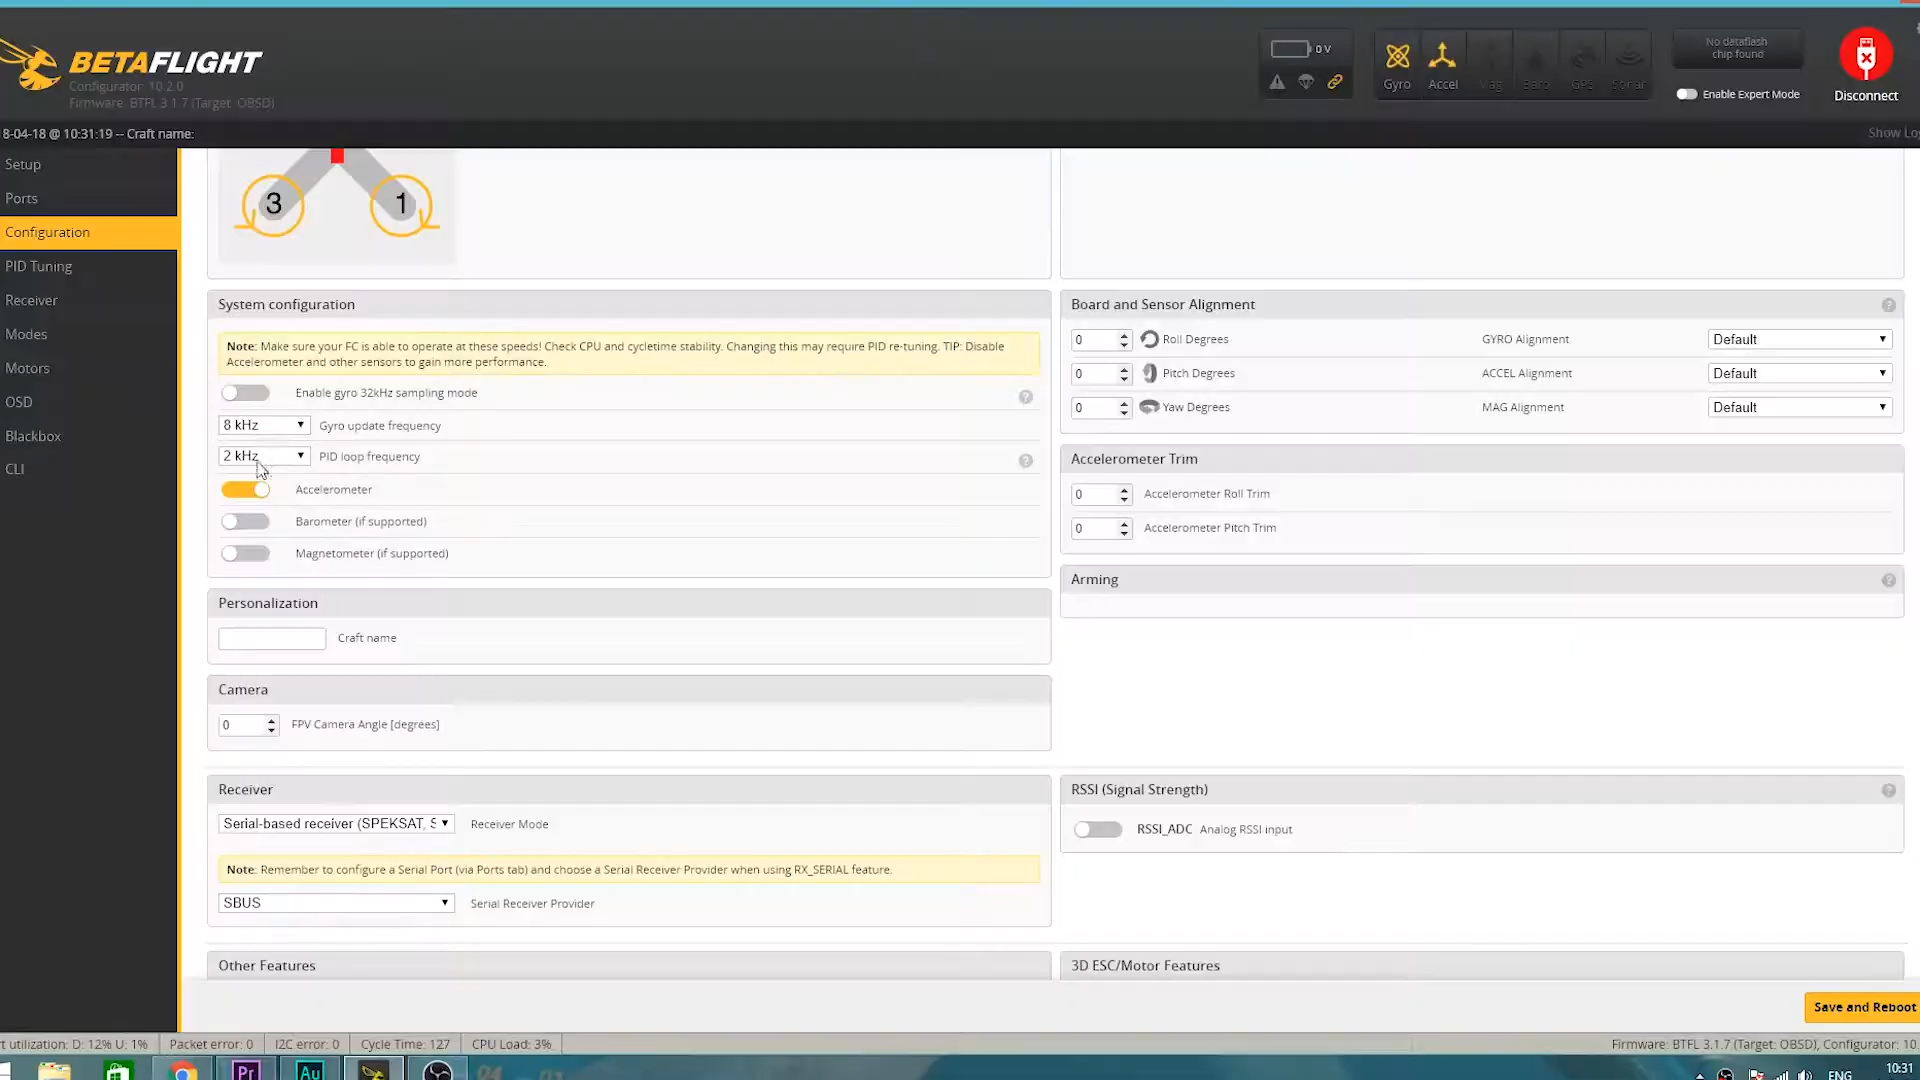 BETAFLIGHT
Configurator: 10.2.0
Firmware: BTFL 3.1.7 (Target: OBSD)
0 V
Gyro
Accel
Mag
Baro
GPS
Sonar
No dataflash
chip found
Enable Expert Mode
Disconnect
8-04-18 @ 10:31:19 -- Craft name:
Show Lo
Setup
Ports
Configuration
PID Tuning
Receiver
Modes
Motors
OSD
Blackbox
CLI
3
1
System configuration
Note: Make sure your FC is able to operate at these speeds! Check CPU and cycletime stability. Changing this may require PID re-tuning. TIP: Disable
Accelerometer and other sensors to gain more performance.
Enable gyro 32kHz sampling mode
8 kHz
Gyro update frequency
2 kHz
PID loop frequency
Accelerometer
Barometer (if supported)
Magnetometer (if supported)
Personalization
Craft name
Camera
0
FPV Camera Angle [degrees]
Receiver
Serial-based receiver (SPEKSAT, S
Receiver Mode
Note: Remember to configure a Serial Port (via Ports tab) and choose a Serial Receiver Provider when using RX_SERIAL feature.
SBUS
Serial Receiver Provider
Other Features
Board and Sensor Alignment
0
Roll Degrees
GYRO Alignment
Default
0
Pitch Degrees
ACCEL Alignment
Default
0
Yaw Degrees
MAG Alignment
Default
Accelerometer Trim
0
Accelerometer Roll Trim
0
Accelerometer Pitch Trim
Arming
RSSI (Signal Strength)
RSSI_ADC Analog RSSI input
3D ESC/Motor Features
Save and Reboot
t utilization: D: 12% U: 1%
Packet error: 0
I2C error: 0
Cycle Time: 127
CPU Load: 3%
Firmware: BTFL 3.1.7 (Target: OBSD), Configurator: 10.
Pr
Au
ENG
10:31